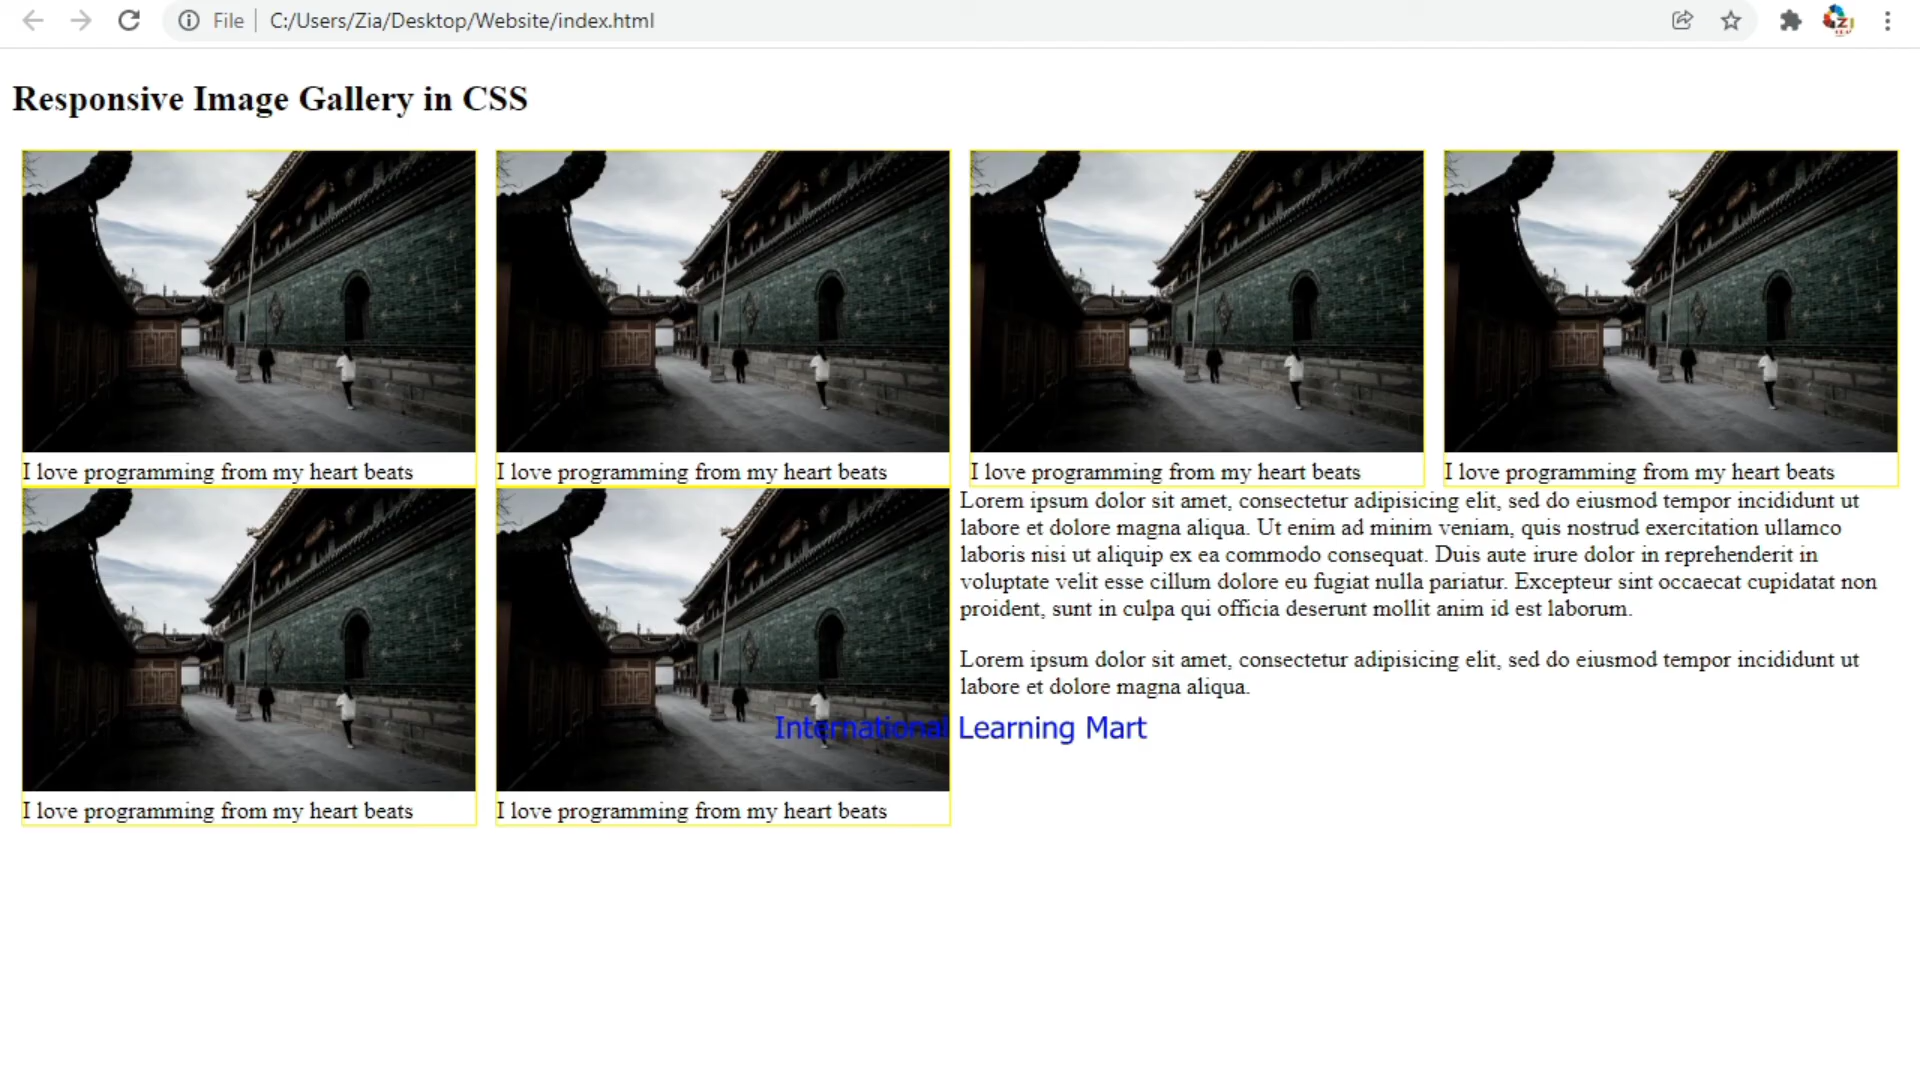 File C:/Users/Zia/Desktop/Website/index.html
Responsive Image Gallery in CSS
I love programming from my heart beats
I love programming from my heart beats
I love programming from my heart beats
I love programming from my heart beats
Lorem ipsum dolor sit amet, consectetur adipisicing elit, sed do eiusmod tempor incididunt ut
labore et dolore magna aliqua. Ut enim ad minim veniam, quis nostrud exercitation ullamco
laboris nisi ut aliquip ex ea commodo consequat. Duis aute irure dolor in reprehenderit in
voluptate velit esse cillum dolore eu fugiat nulla pariatur. Excepteur sint occaecat cupidatat non
proident, sunt in culpa qui officia deserunt mollit anim id est laborum.
Lorem ipsum dolor sit amet, consectetur adipisicing elit, sed do eiusmod tempor incididunt ut
labore et dolore magna aliqua.
International Learning Mart
I love programming from my heart beats
I love programming from my heart beats